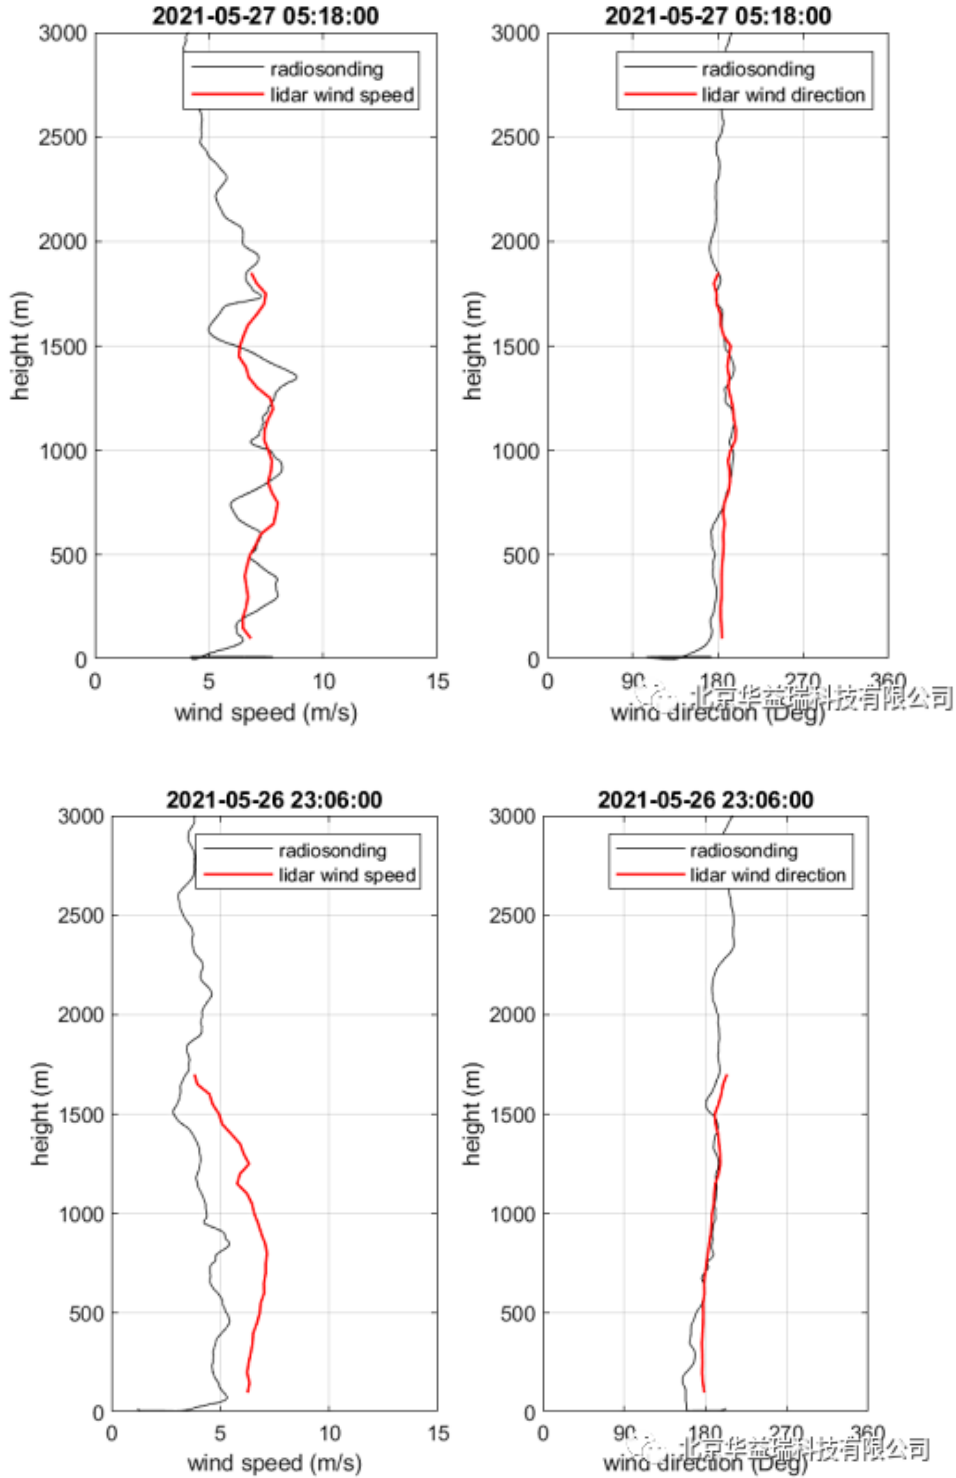 2021-05-27 05:18:00
3000
2500
2000
1500
1000
500
0
height (m)
radiosonding
lidar wind speed
0 5 10 15
wind speed (m/s)
2021-05-27 05:18:00
3000
2500
2000
1500
1000
500
0
height (m)
radiosonding
lidar wind direction
0 90 180 270 360
wind direction (Deg)
北京华益瑞科技有限公司
2021-05-26 23:06:00
3000
2500
2000
1500
1000
500
0
height (m)
radiosonding
lidar wind speed
0 5 10 15
wind speed (m/s)
2021-05-26 23:06:00
3000
2500
2000
1500
1000
500
0
height (m)
radiosonding
lidar wind direction
0 90 180 270 360
wind direction (Deg)
北京华益瑞科技有限公司